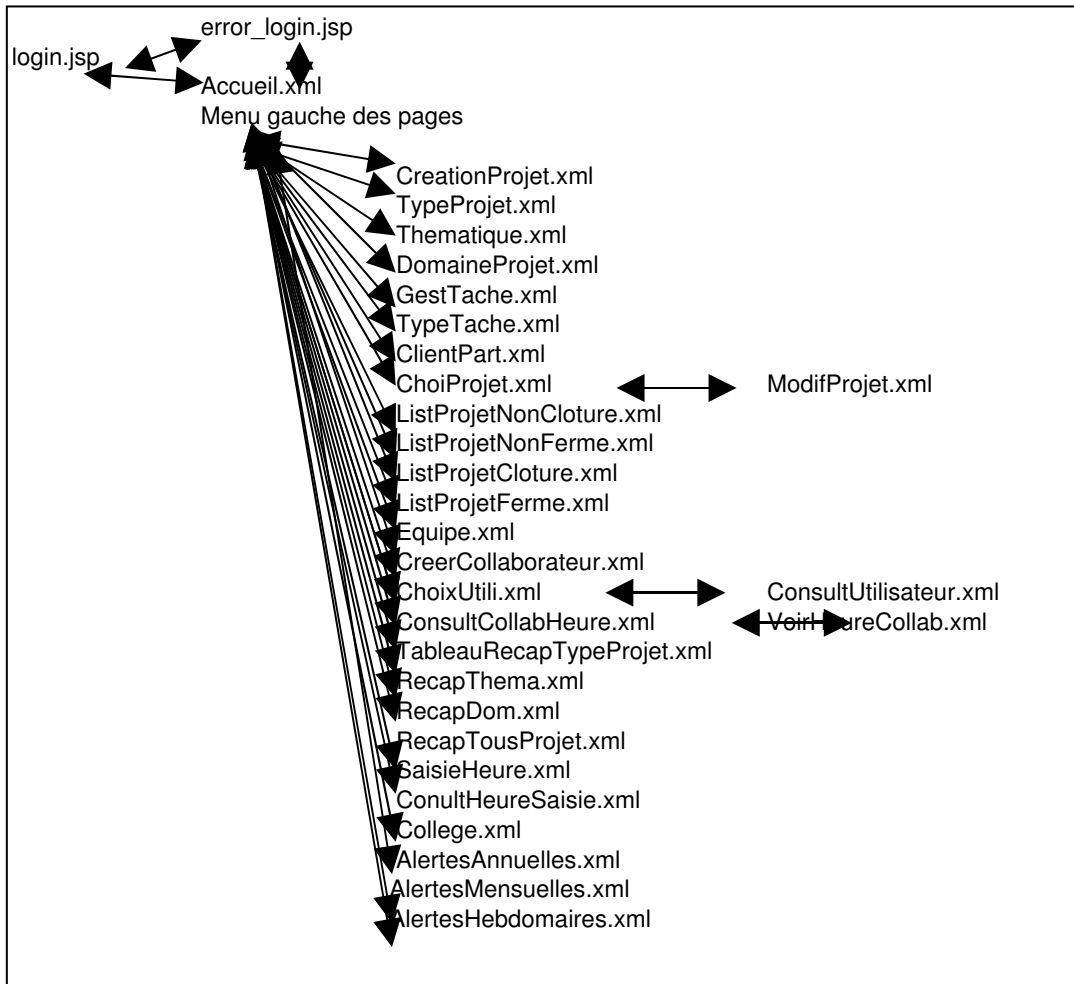 error_login.jsp
login.jsp
Accueil.xml
Menu gauche des pages
CreationProjet.xml
TypeProjet.xml
Thematique.xml
DomaineProjet.xml
GestTache.xml
TypeTache.xml
ClientPart.xml
ChoiProjet.xml ModifProjet.xml
ListProjetNonCloture.xml
ListProjetNonFerme.xml
ListProjetCloture.xml
ListProjetFerme.xml
Equipe.xml
CreerCollaborateur.xml
ChoixUtili.xml ConsultUtilisateur.xml
ConsultCollabHeure.xml VoirHeureCollab.xml
TableauRecapTypeProjet.xml
RecapThema.xml
RecapDom.xml
RecapTousProjet.xml
SaisieHeure.xml
ConultHeureSaisie.xml
College.xml
AlertesAnnuelles.xml
AlertesMensuelles.xml
AlertesHebdomaires.xml